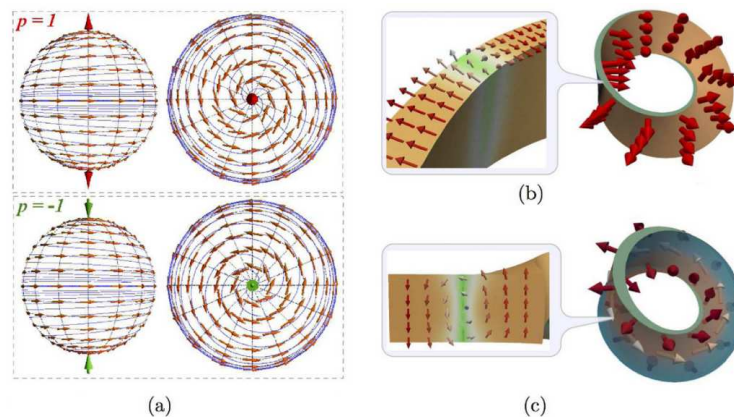 p = 1
(b)
p = -1
(a)
(c)